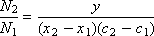 N₂/N₁ = y/((x₂ − x₁)(c₂ − c₁))